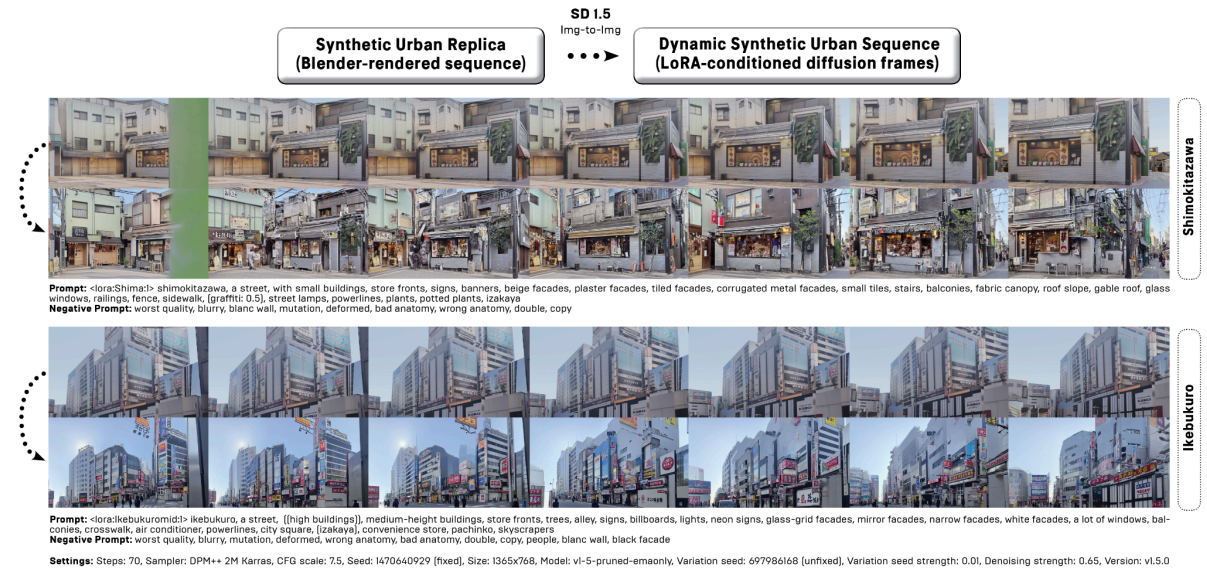 SD 1.5
Img-to-Img
Synthetic Urban Replica
(Blender-rendered sequence)
Dynamic Synthetic Urban Sequence
(LoRA-conditioned diffusion frames)
Shimokitazawa
Prompt: <lora:Shima:1> shimokitazawa, a street, with small buildings, store fronts, signs, banners, beige facades, plaster facades, tiled facades, corrugated metal facades, small tiles, stairs, balconies, fabric canopy, roof slope, gable roof, glass
windows, railings, fence, sidewalk, (graffiti: 0.5), street lamps, powerlines, plants, potted plants, izakaya
Negative Prompt: worst quality, blurry, blanc wall, mutation, deformed, bad anatomy, wrong anatomy, double, copy
Ikebukuro
Prompt: <lora:Ikebukuromid:1> ikebukuro, a street, ((high buildings)), medium-height buildings, store fronts, trees, alley, signs, billboards, lights, neon signs, glass-grid facades, mirror facades, narrow facades, white facades, a lot of windows, bal-
conies, crosswalk, air conditioner, powerlines, city square, (izakaya), convenience store, pachinko, skyscrapers
Negative Prompt: worst quality, blurry, mutation, deformed, wrong anatomy, bad anatomy, double, copy, people, blanc wall, black facade
Settings: Steps: 70, Sampler: DPM++ 2M Karras, CFG scale: 7.5, Seed: 1470640929 (fixed), Size: 1365x768, Model: v1-5-pruned-emaonly, Variation seed: 697986168 (unfixed), Variation seed strength: 0.01, Denoising strength: 0.65, Version: v1.5.0